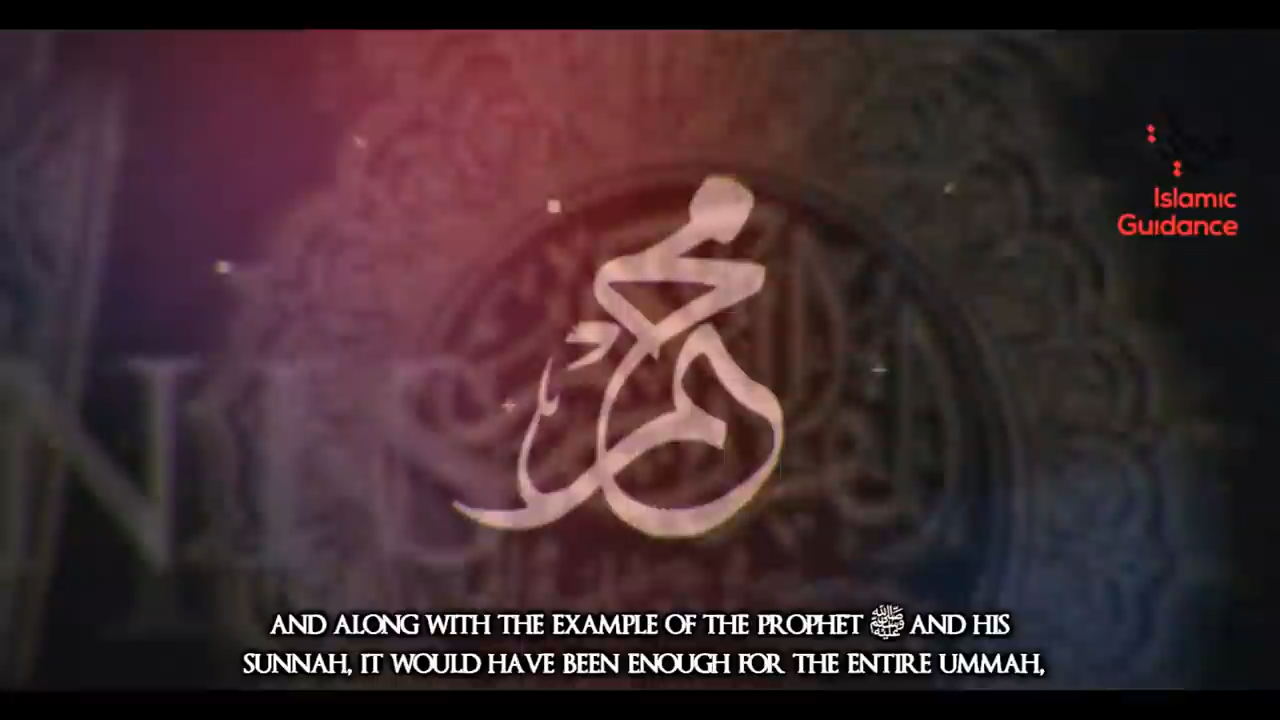 محمد
Islamic
Guidance
AND ALONG WITH THE EXAMPLE OF THE PROPHET ﷺ AND HIS
SUNNAH, IT WOULD HAVE BEEN ENOUGH FOR THE ENTIRE UMMAH,